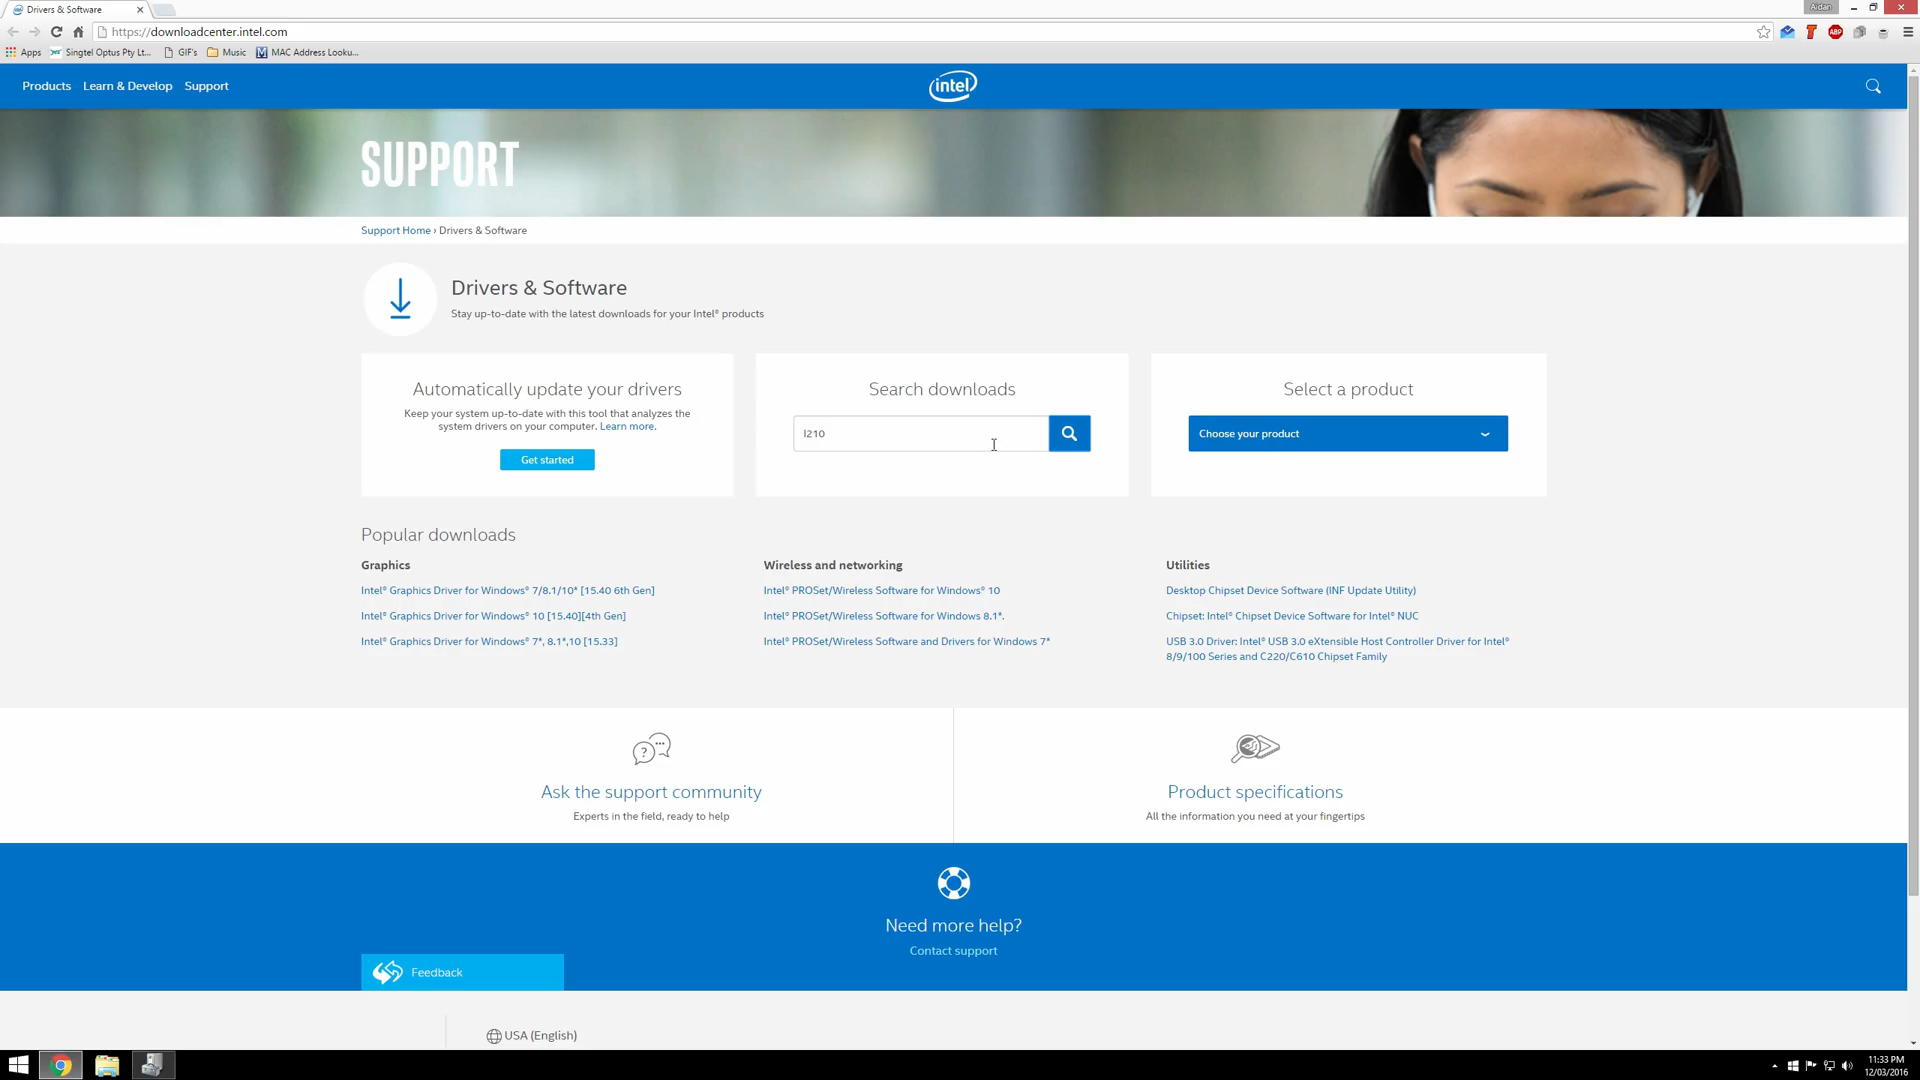 Drivers & Software
Aidan
https://downloadcenter.intel.com
Apps
Singtel Optus Pty Lt...
GIF's
Music
MAC Address Looku...
Products
Learn & Develop
Support
intel
SUPPORT
Support Home › Drivers & Software
Drivers & Software
Stay up-to-date with the latest downloads for your Intel® products
Automatically update your drivers
Keep your system up-to-date with this tool that analyzes the
system drivers on your computer. Learn more.
Get started
Search downloads
I210
Select a product
Choose your product
Popular downloads
Graphics
Intel® Graphics Driver for Windows® 7/8.1/10* [15.40 6th Gen]
Intel® Graphics Driver for Windows® 10 [15.40][4th Gen]
Intel® Graphics Driver for Windows® 7*, 8.1*,10 [15.33]
Wireless and networking
Intel® PROSet/Wireless Software for Windows® 10
Intel® PROSet/Wireless Software for Windows 8.1*.
Intel® PROSet/Wireless Software and Drivers for Windows 7*
Utilities
Desktop Chipset Device Software (INF Update Utility)
Chipset: Intel® Chipset Device Software for Intel® NUC
USB 3.0 Driver: Intel® USB 3.0 eXtensible Host Controller Driver for Intel®
8/9/100 Series and C220/C610 Chipset Family
Ask the support community
Experts in the field, ready to help
Product specifications
All the information you need at your fingertips
Need more help?
Contact support
Feedback
USA (English)
11:33 PM
12/03/2016